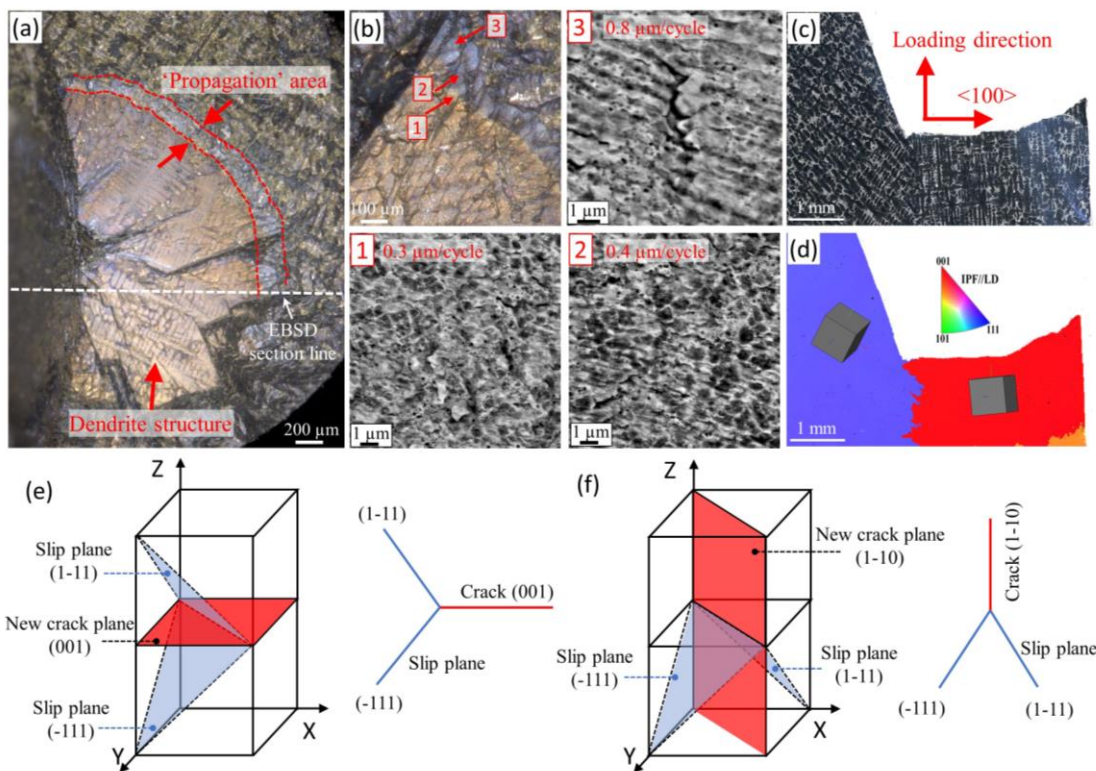 (a)
'Propagation' area
EBSD
section line
Dendrite structure
200 µm
(b)
3
2
1
100 µm
3 0.8 µm/cycle
1 µm
1 0.3 µm/cycle
1 µm
2 0.4 µm/cycle
1 µm
(c)
Loading direction
<100>
1 mm
(d)
001
IPF//LD
111
101
1 mm
(e)
Z
Slip plane
(1-11)
New crack plane
(001)
Slip plane
(-111)
Y
X
(1-11)
Crack (001)
Slip plane
(-111)
(f)
Z
New crack plane
(1-10)
Slip plane
(-111)
Slip plane
(1-11)
Y
X
Crack (1-10)
Slip plane
(-111)
(1-11)